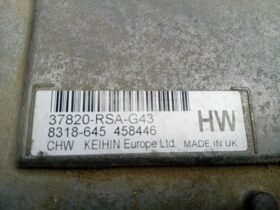 37820-RSA-G43
8318-645 458446 HW
CHW KEIHIN Europe Ltd. MADE IN UK